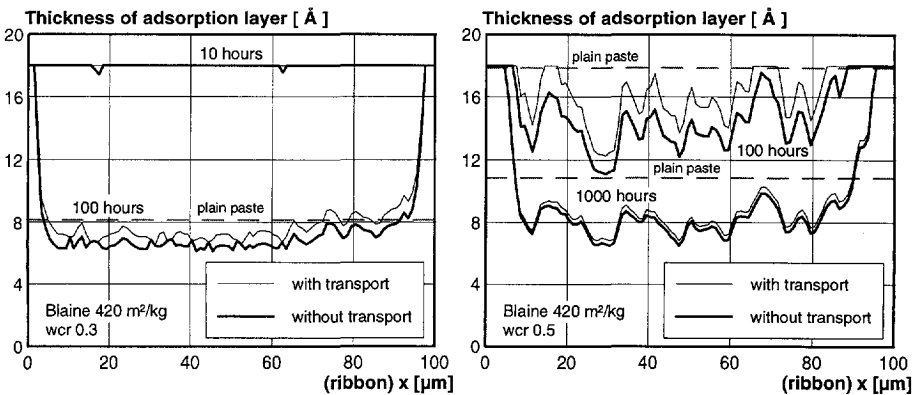 Thickness of adsorption layer [ Å ]
20
16
12
8
4
0
10 hours
100 hours
plain paste
with transport
without transport
Blaine 420 m²/kg
wcr 0.3
0 20 40 60 80 100
(ribbon) x [µm]
Thickness of adsorption layer [ Å ]
20
16
12
8
4
0
plain paste
100 hours
plain paste
1000 hours
with transport
without transport
Blaine 420 m²/kg
wcr 0.5
0 20 40 60 80 100
(ribbon) x [µm]